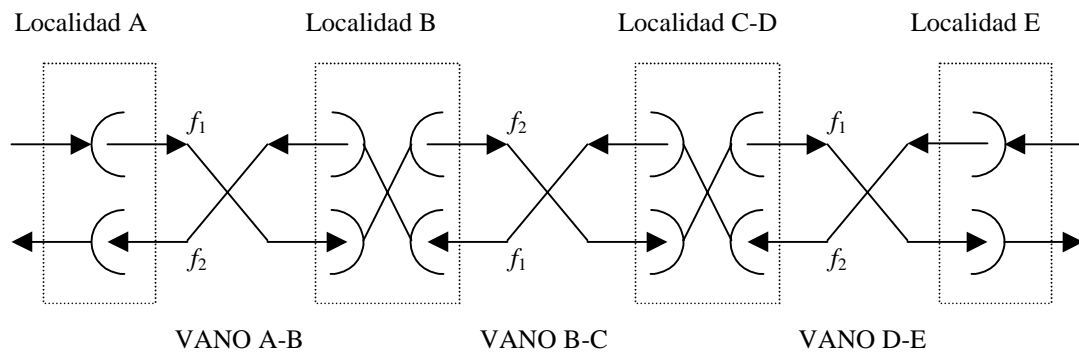 Localidad A Localidad B Localidad C-D Localidad E
f1 f2 f1
f2 f1 f2
VANO A-B VANO B-C VANO D-E